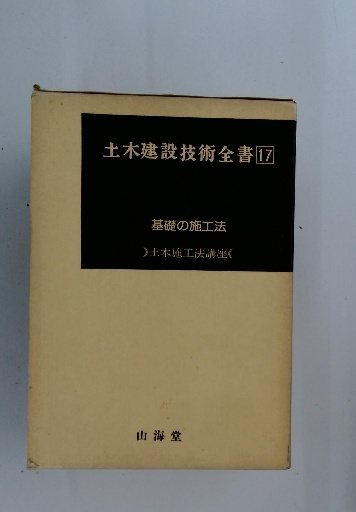 土木建設技術全書17
基礎の施工法
》土木施工法講座《
山海堂